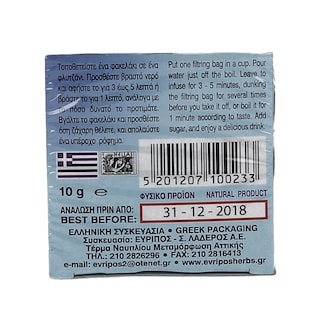 Τοποθετείστε ένα φακελάκι σε ένα
φλυτζάνι. Προσθέστε βραστό νερό
και αφήστε το για 3 έως 5 λεπτά ή
βράστε το για 1 λεπτό, ανάλογα με
το πόσο δυνατό το προτιμάτε.
Βγάλτε το φακελάκι και προσθέστε
όση ζάχαρη θέλετε, και απολαύστε
ένα υπέροχο ρόφημα.
Put one filtring bag in a cup. Pour
water just off the boil. Leave to
infuse for 3 - 5 minutes, dunking
the filtring bag for several times
before you take it off, or boil it
for 1 minute according to taste. Add
sugar, and enjoy a delicious drink.
5 201207 100233
10 g e
ΦΥΣΙΚΟ ΠΡΟΪΟΝ NATURAL PRODUCT
ΑΝΑΛΩΣΗ ΠΡΙΝ ΑΠΟ:
BEST BEFORE:
31-12-2018
ΕΛΛΗΝΙΚΗ ΣΥΣΚΕΥΑΣΙΑ - GREEK PACKAGING
Συσκευασία: ΕΥΡΙΠΟΣ - Σ. ΛΑΔΕΡΟΣ Α.Ε.
Τέρμα Ναυπλίου Μεταμόρφωση Αττικής
ΤΗΛ.: 210 2826296 - FAX: 210 2816413
e-mail: evripos2@otenet.gr - www.evriposherbs.gr